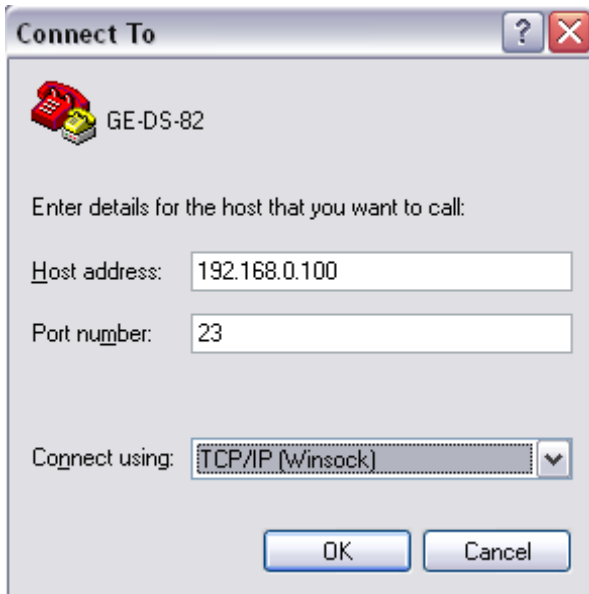 Connect To
GE-DS-82
Enter details for the host that you want to call:
Host address: 192.168.0.100
Port number: 23
Connect using: TCP/IP (Winsock)
OK Cancel